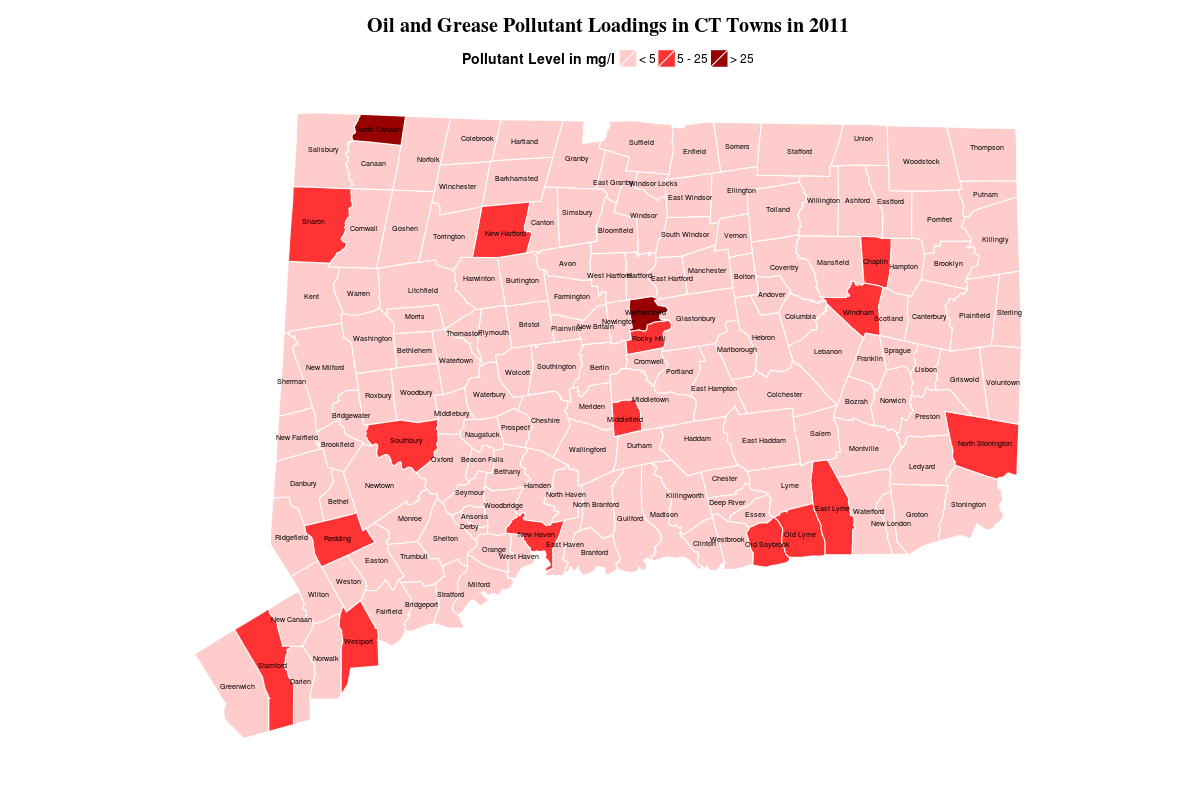 Oil and Grease Pollutant Loadings in CT Towns in 2011
Pollutant Level in mg/l < 5 5 - 25 > 25
North Canaan
Colebrook
Hartland
Suffield
Union
Salisbury
Canaan
Norfolk
Granby
Enfield
Somers
Stafford
Woodstock
Thompson
Winchester
Barkhamsted
East Granby
Windsor Locks
East Windsor
Ellington
Putnam
Sharon
Cornwall
Goshen
Torrington
New Hartford
Canton
Simsbury
Bloomfield
Windsor
South Windsor
Vernon
Tolland
Willington
Ashford
Eastford
Pomfret
Killingly
Kent
Warren
Litchfield
Harwinton
Burlington
Avon
Farmington
West Hartford
Hartford
East Hartford
Manchester
Bolton
Coventry
Andover
Mansfield
Chaplin
Hampton
Brooklyn
Washington
Morris
Bethlehem
Thomaston
Plymouth
Bristol
Plainville
New Britain
Newington
Wethersfield
Rocky Hill
Glastonbury
Hebron
Columbia
Windham
Scotland
Canterbury
Plainfield
Sterling
Sherman
New Milford
Roxbury
Woodbury
Watertown
Waterbury
Wolcott
Southington
Berlin
Cromwell
Portland
Marlborough
East Hampton
Colchester
Lebanon
Franklin
Sprague
Lisbon
Griswold
Voluntown
New Fairfield
Brookfield
Bridgewater
Southbury
Middlebury
Naugatuck
Prospect
Cheshire
Meriden
Middletown
Middlefield
Durham
Haddam
East Haddam
Salem
Bozrah
Norwich
Preston
North Stonington
Danbury
Bethel
Newtown
Oxford
Beacon Falls
Bethany
Wallingford
Hamden
North Haven
North Branford
Guilford
Madison
Killingworth
Chester
Deep River
Essex
Lyme
East Lyme
Montville
Ledyard
Waterford
New London
Groton
Stonington
Ridgefield
Redding
Monroe
Seymour
Woodbridge
Ansonia
Derby
Shelton
Orange
New Haven
West Haven
East Haven
Branford
Clinton
Westbrook
Old Saybrook
Old Lyme
Wilton
Weston
Easton
Trumbull
Milford
Stratford
Bridgeport
Fairfield
New Canaan
Westport
Norwalk
Stamford
Darien
Greenwich